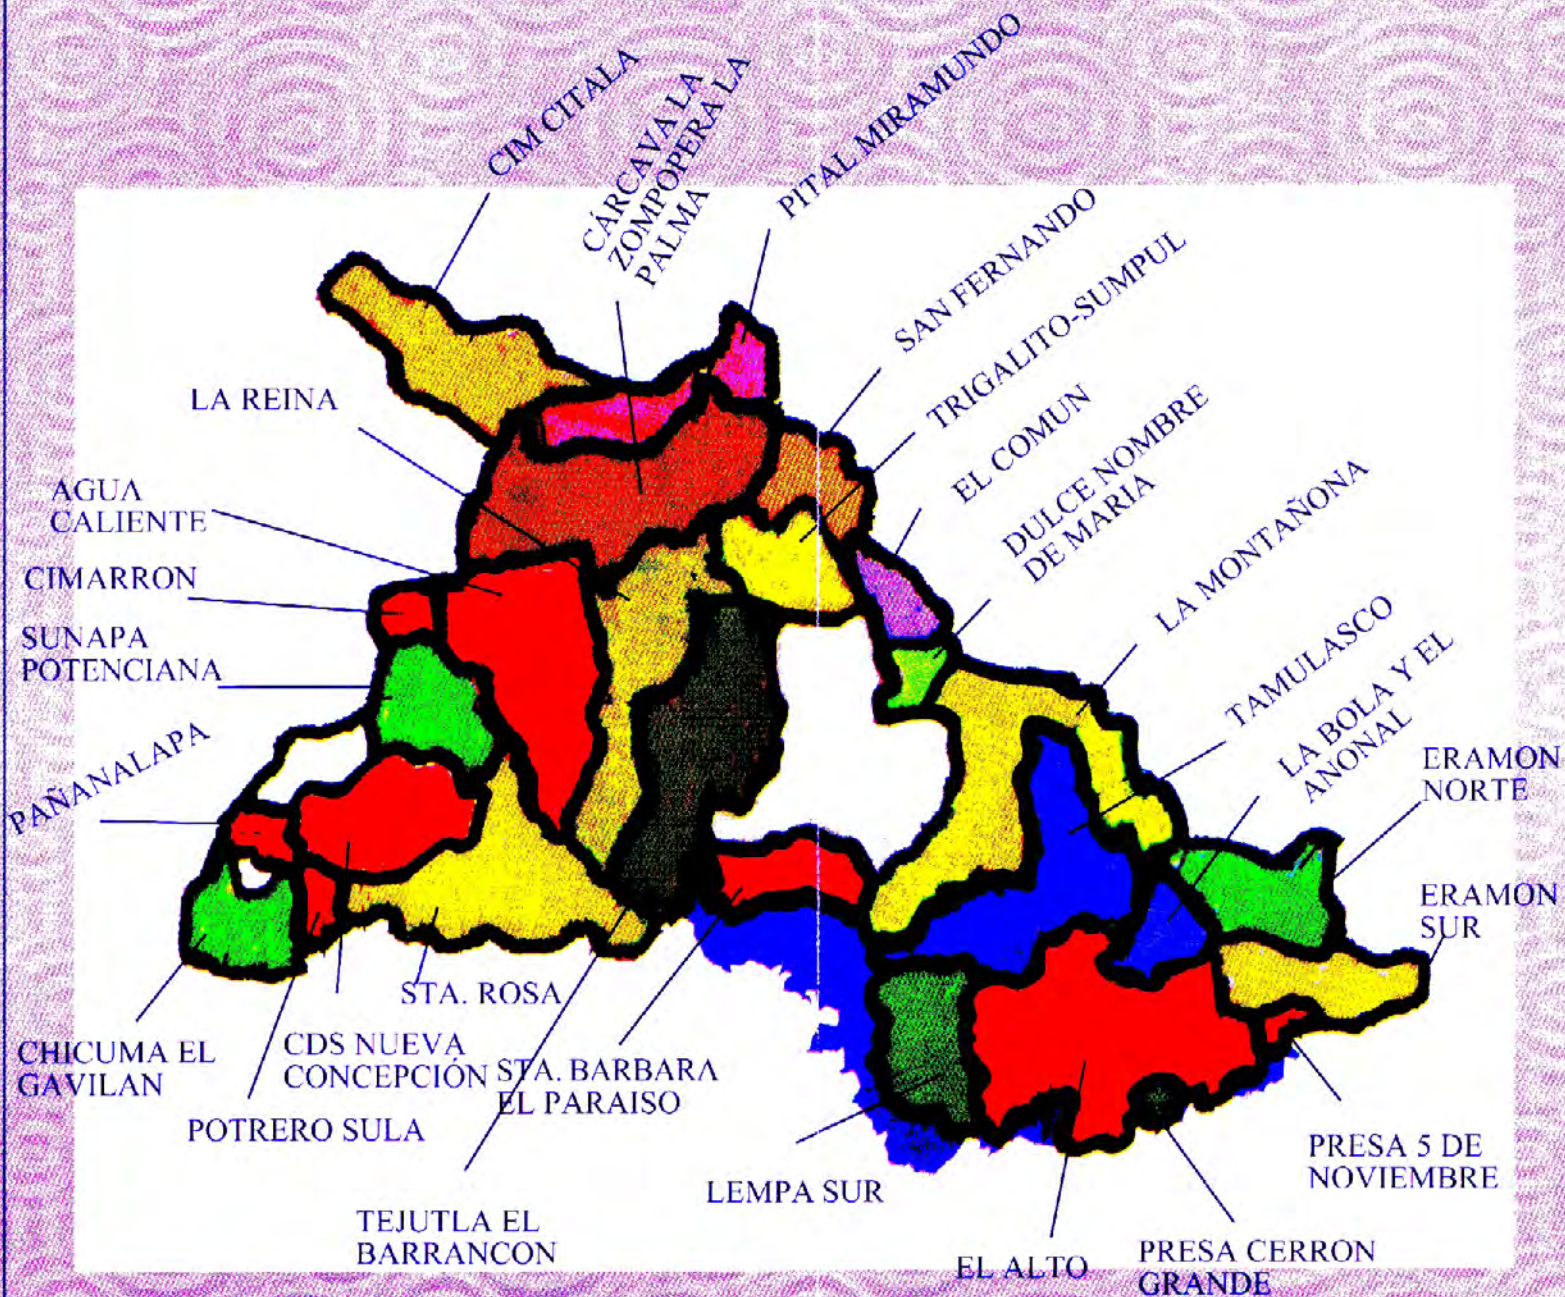 CIM CITALA
CÁRCAVA LA
ZOMPOPERA LA
PALMA
PITAL MIRAMUNDO
SAN FERNANDO
TRIGALITO-SUMPUL
LA REINA
EL COMUN
DULCE NOMBRE
DE MARIA
AGUA
CALIENTE
LA MONTAÑONA
CIMARRON
TAMULASCO
SUNAPA
POTENCIANA
LA BOLA Y EL
ANONAL
PAÑANALAPA
ERAMON
NORTE
ERAMON
SUR
STA. ROSA
CHICUMA EL
GAVILAN
CDS NUEVA
CONCEPCIÓN
STA. BARBARA
EL PARAISO
POTRERO SULA
PRESA 5 DE
NOVIEMBRE
LEMPA SUR
TEJUTLA EL
BARRANCON
EL ALTO
PRESA CERRON
GRANDE